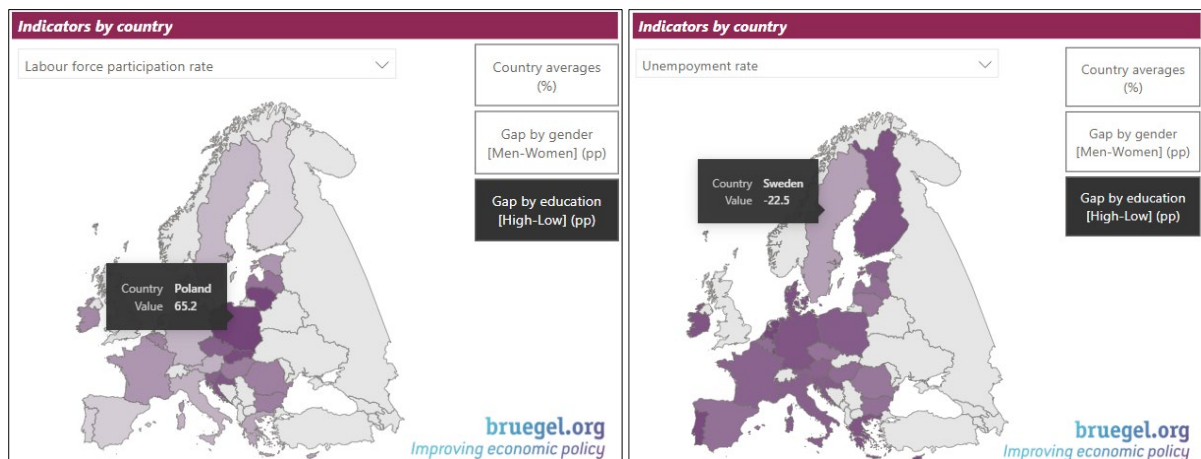 Indicators by country
Labour force participation rate
Country averages
(%)
Gap by gender
[Men-Women] (pp)
Gap by education
[High-Low] (pp)
Country Poland
Value 65.2
bruegel.org
Improving economic policy
Indicators by country
Unempoyment rate
Country averages
(%)
Gap by gender
[Men-Women] (pp)
Gap by education
[High-Low] (pp)
Country Sweden
Value -22.5
bruegel.org
Improving economic policy